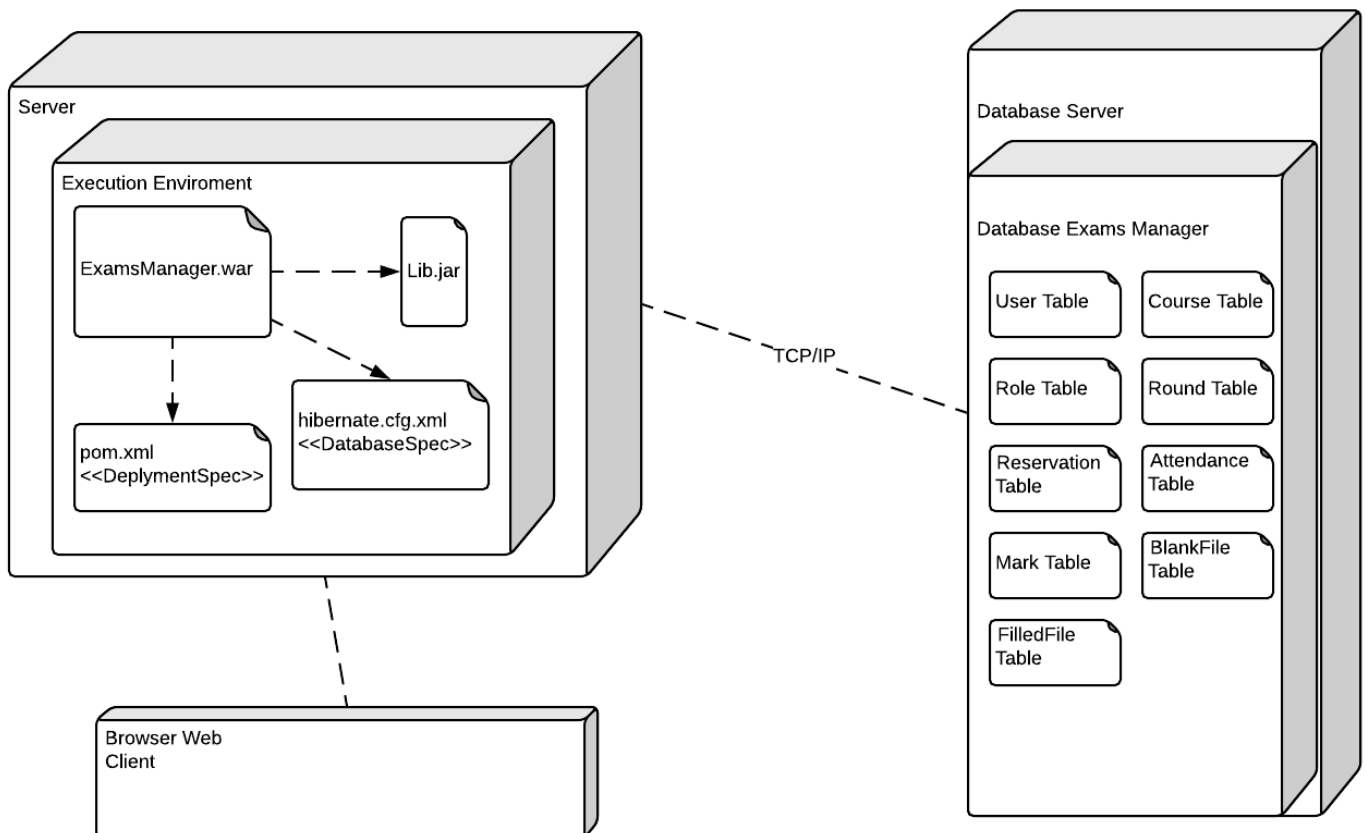 Server
Execution Enviroment
ExamsManager.war
Lib.jar
pom.xml
<<DeplymentSpec>>
hibernate.cfg.xml
<<DatabaseSpec>>
TCP/IP
Browser Web
Client
Database Server
Database Exams Manager
User Table
Course Table
Role Table
Round Table
Reservation
Table
Attendance
Table
Mark Table
BlankFile
Table
FilledFile
Table